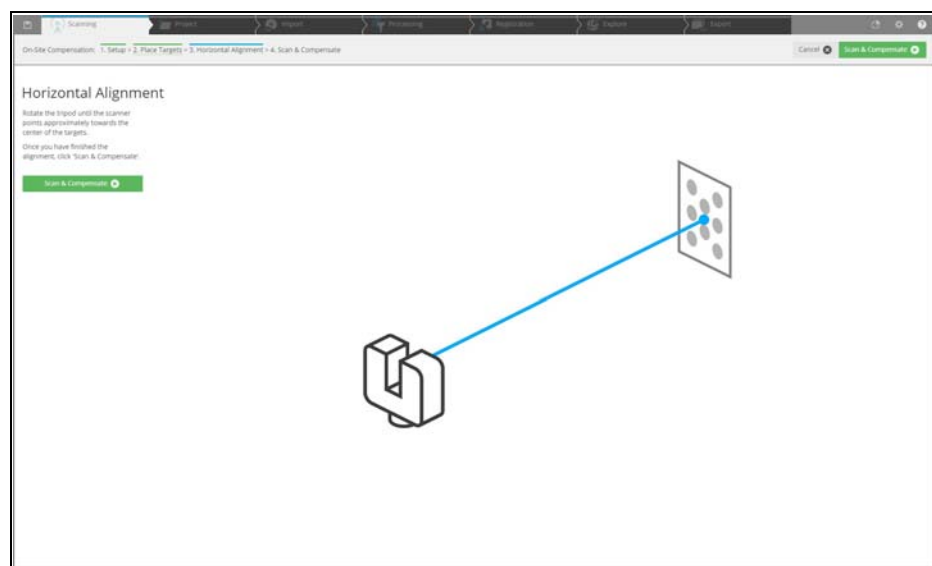 Scanning Project Import Processing Registration Explore Export
On-Site Compensation: 1. Setup > 2. Place Targets > 3. Horizontal Alignment > 4. Scan & Compensate Cancel Scan & Compensate
Horizontal Alignment
Rotate the tripod until the scanner
points approximately towards the
center of the targets.
Once you have finished the
alignment, click 'Scan & Compensate'.
Scan & Compensate